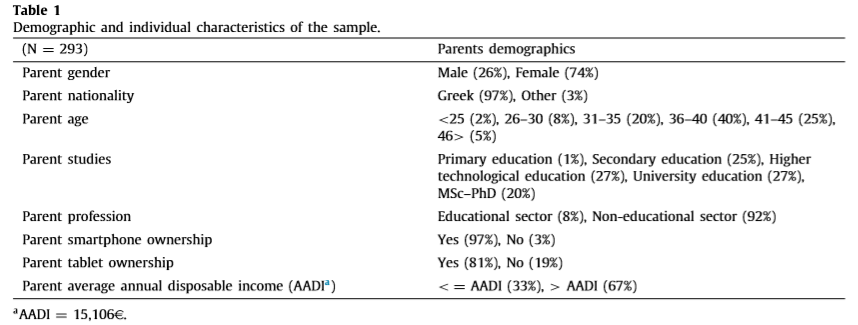 Table 1
Demographic and individual characteristics of the sample.
(N = 293) Parents demographics
Parent gender Male (26%), Female (74%)
Parent nationality Greek (97%), Other (3%)
Parent age <25 (2%), 26–30 (8%), 31–35 (20%), 36–40 (40%), 41–45 (25%),
46> (5%)
Parent studies Primary education (1%), Secondary education (25%), Higher
technological education (27%), University education (27%),
MSc–PhD (20%)
Parent profession Educational sector (8%), Non-educational sector (92%)
Parent smartphone ownership Yes (97%), No (3%)
Parent tablet ownership Yes (81%), No (19%)
Parent average annual disposable income (AADIa) < = AADI (33%), > AADI (67%)
aAADI = 15,106€.